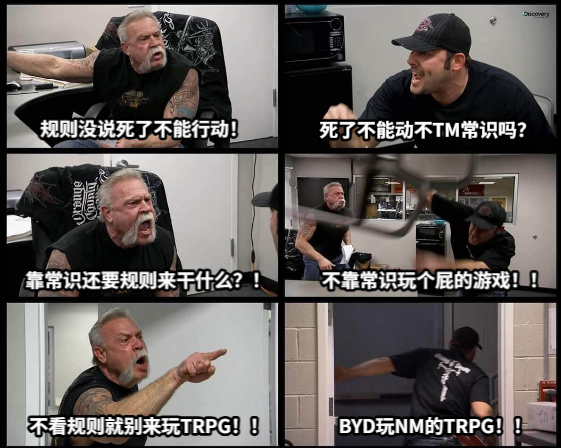 Discovery
规则没说死了不能行动！
死了不能动不TM常识吗？
Orange
County
靠常识还要规则来干什么？！
不靠常识玩个屁的游戏！！
不看规则就别来玩TRPG！！
BYD玩NM的TRPG！！